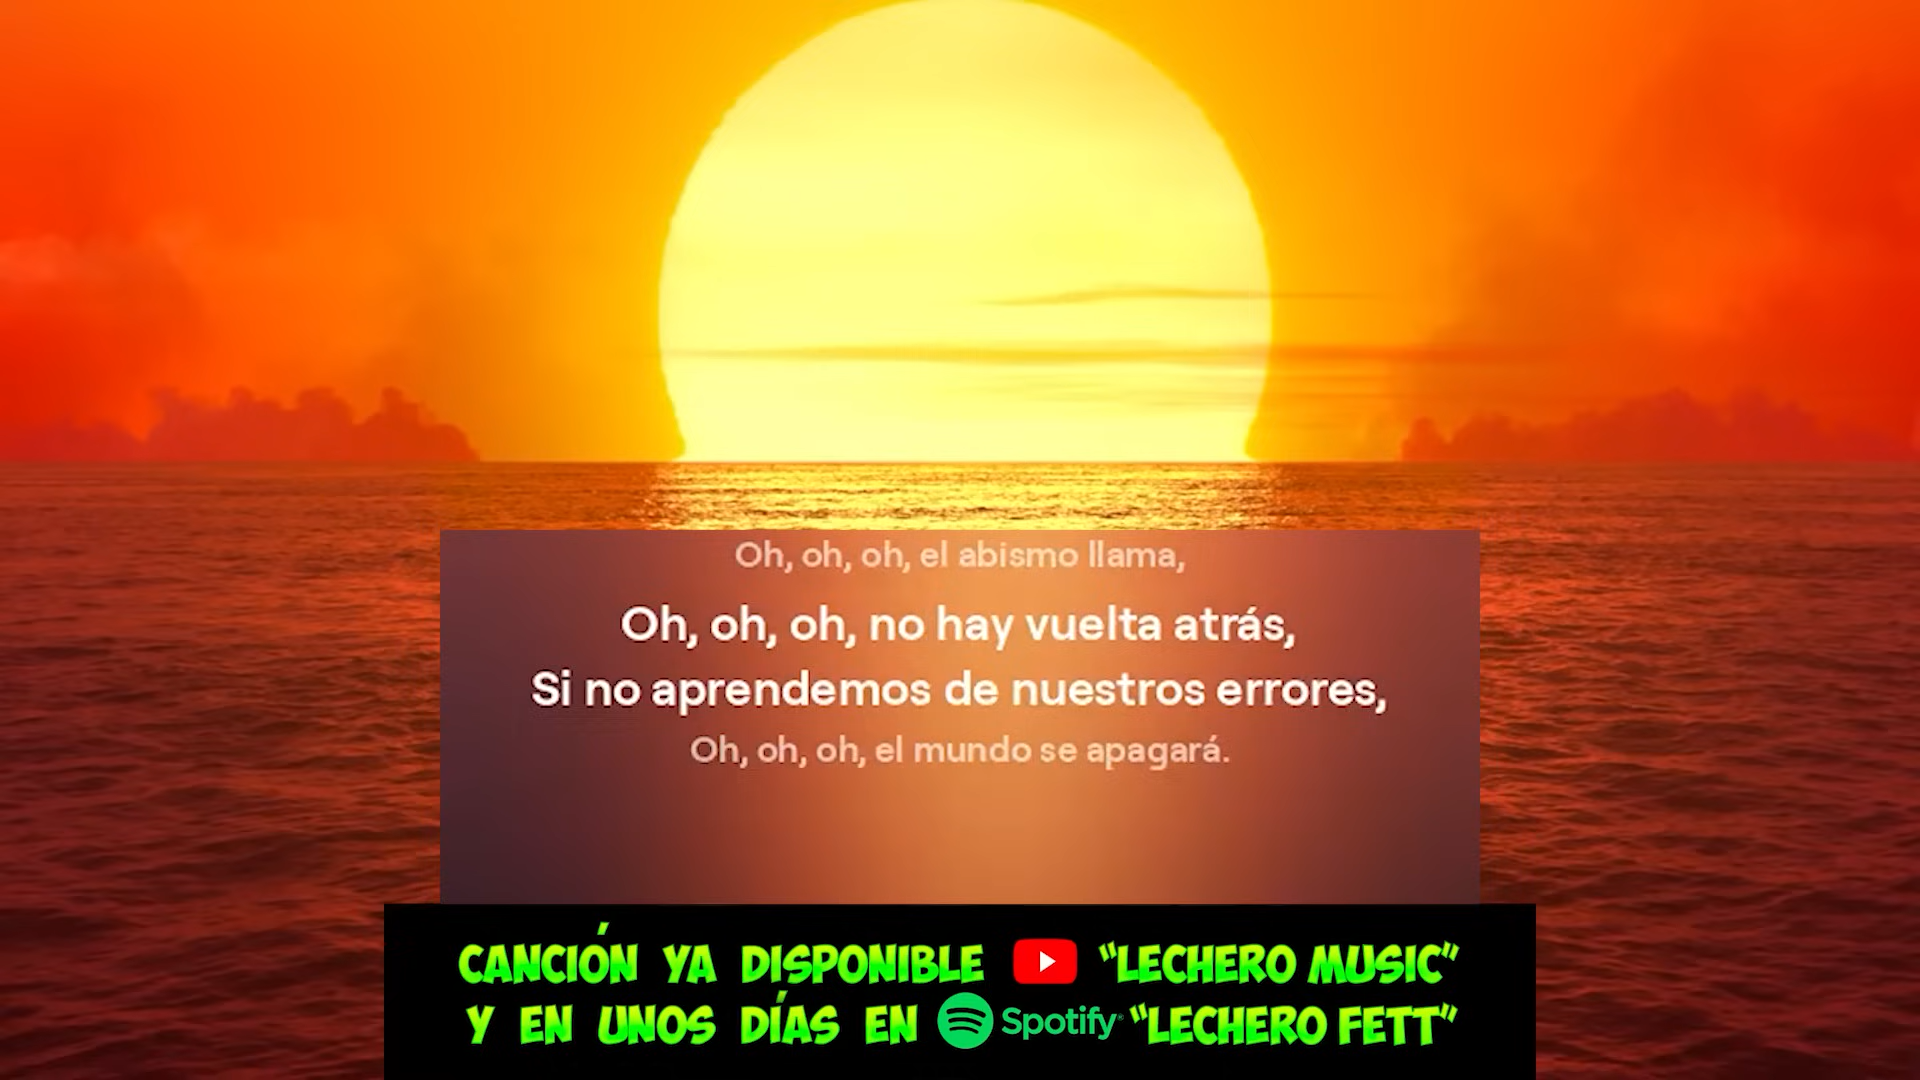 Oh, oh, oh, el abismo llama,
Oh, oh, oh, no hay vuelta atrás,
Si no aprendemos de nuestros errores,
Oh, oh, oh, el mundo se apagará.
CANCIÓN YA DISPONIBLE "LECHERO MUSIC"
Y EN UNOS DÍAS EN Spotify "LECHERO FETT"